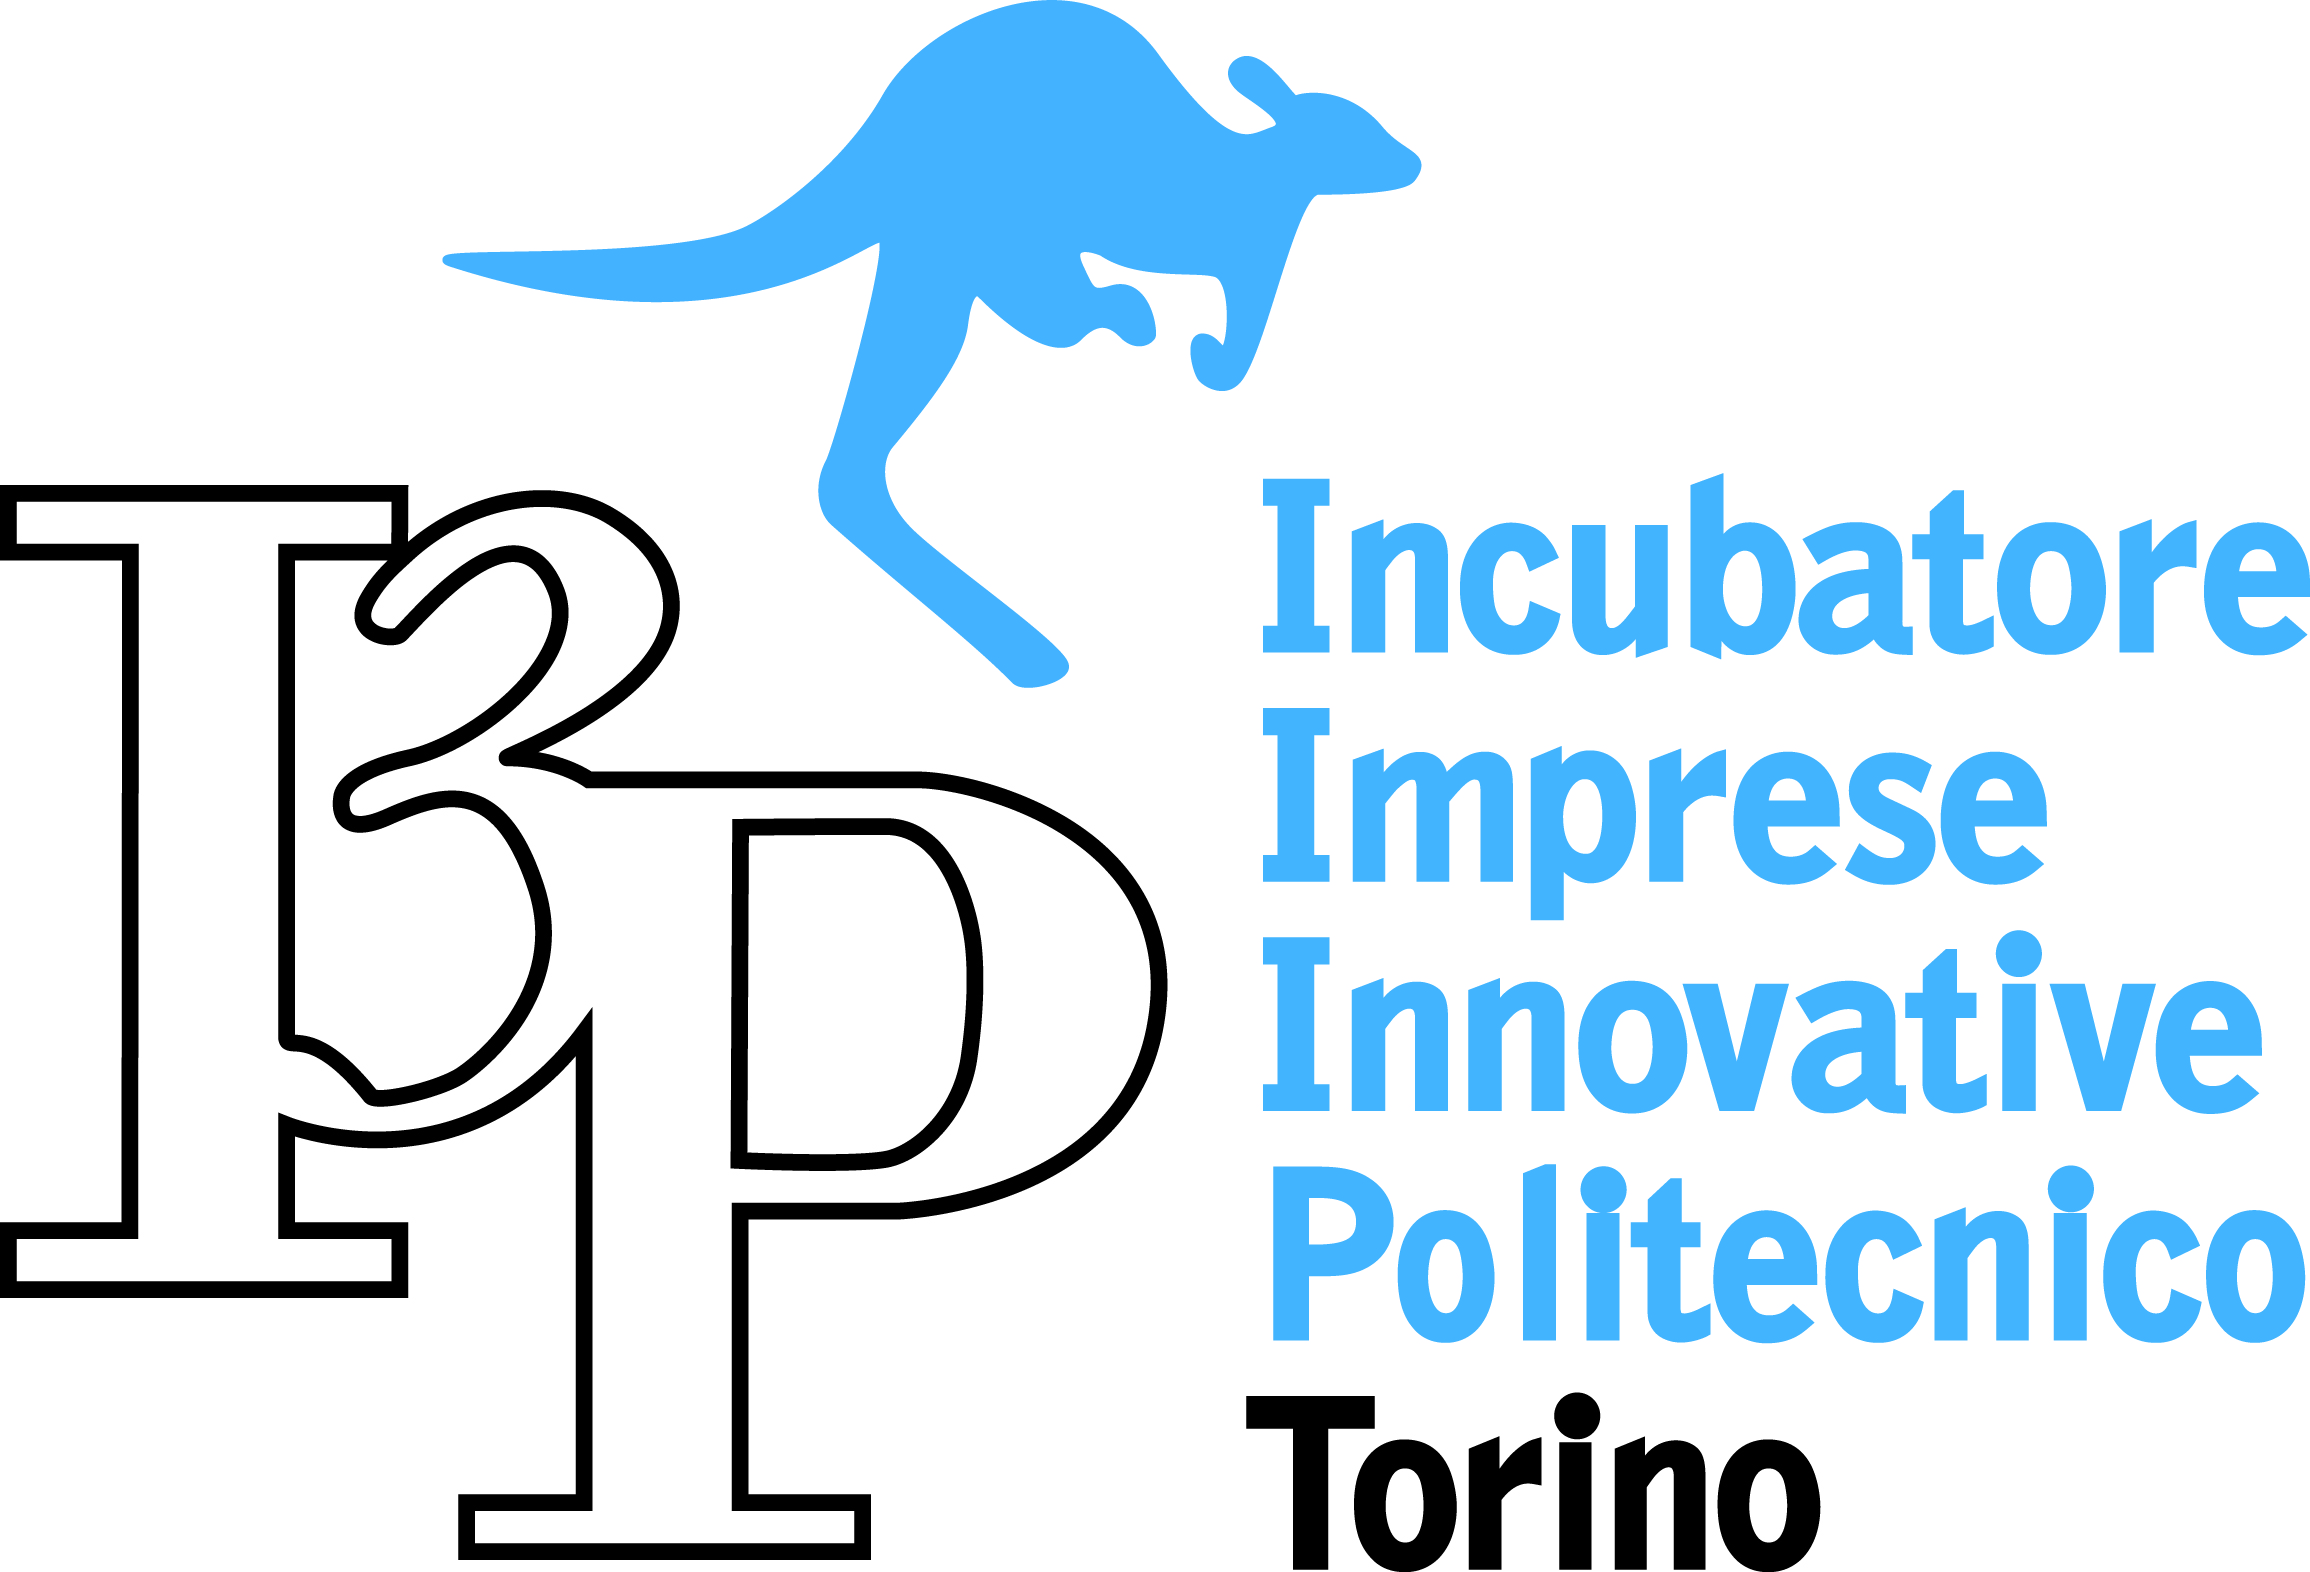 I3P
Incubatore
Imprese
Innovative
Politecnico
Torino